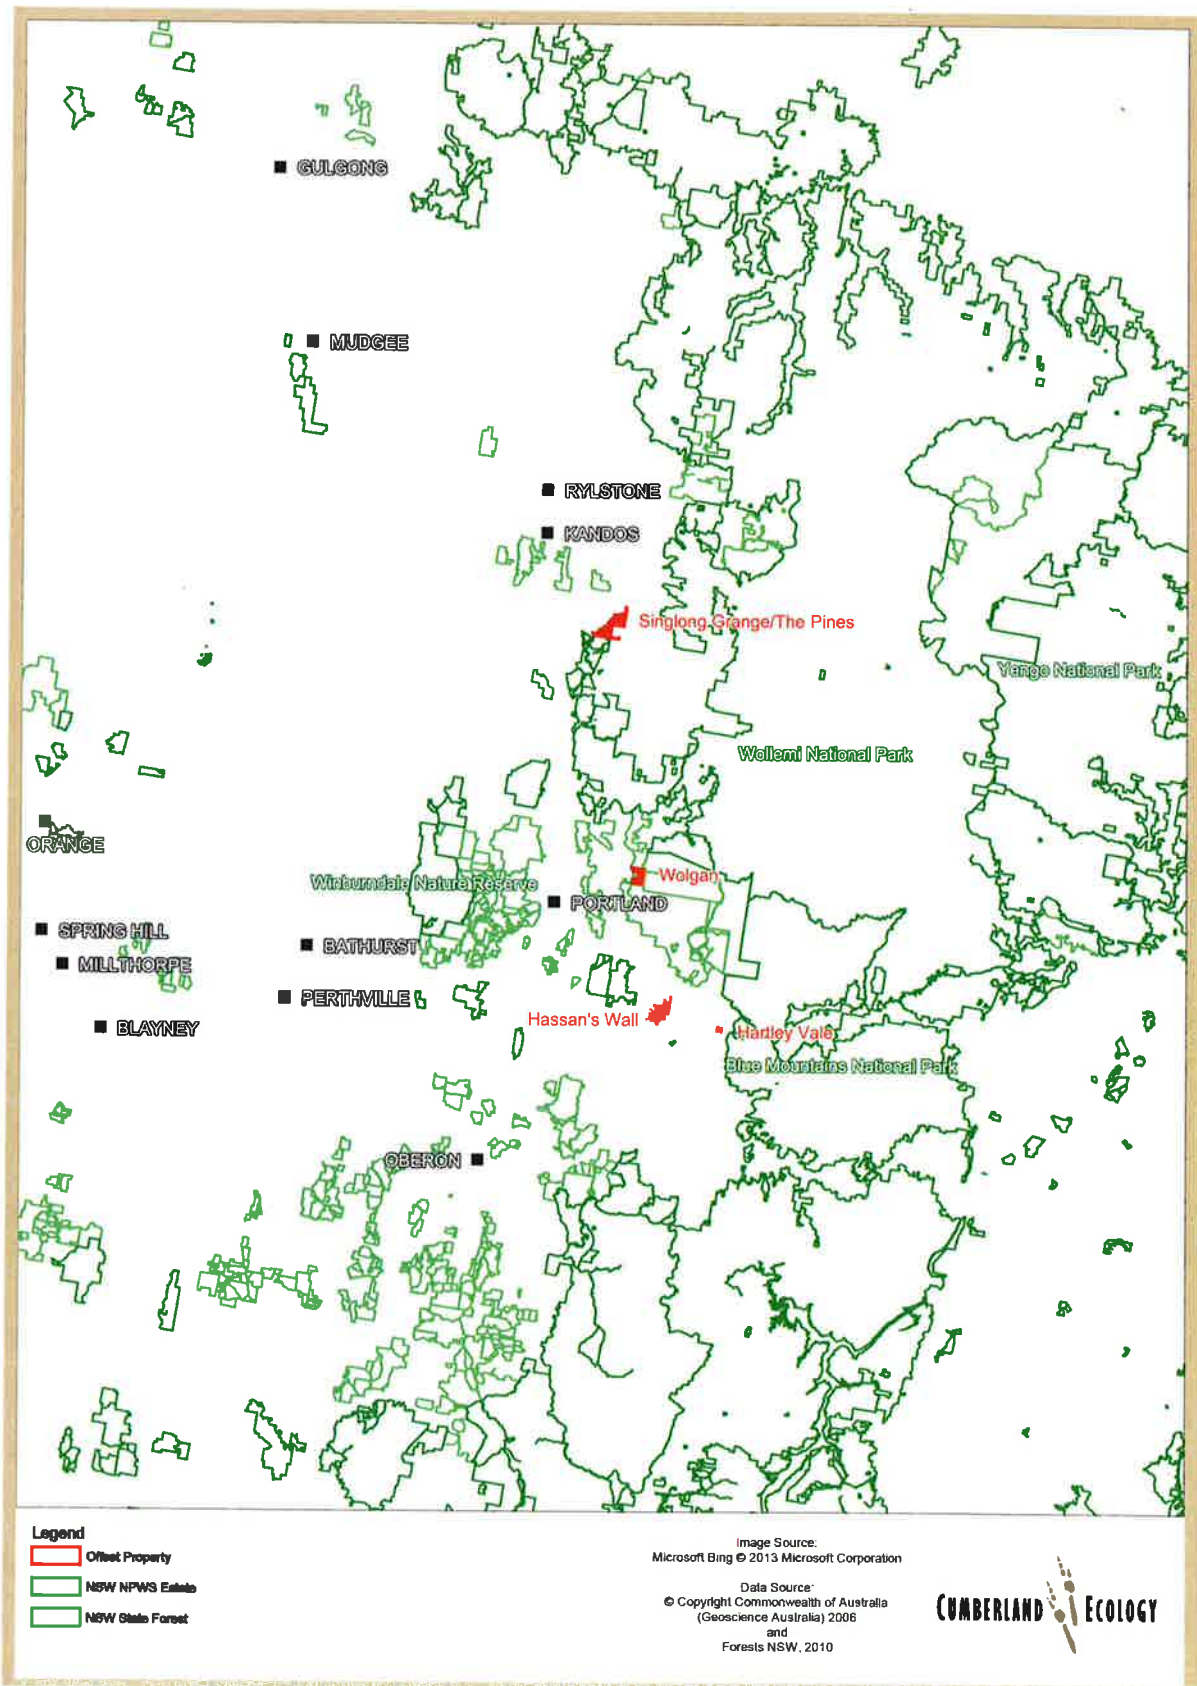 GULGONG
MUDGEE
RYLSTONE
KANDOS
Singlong Grange/The Pines
Yengo National Park
Wollemi National Park
ORANGE
Wolgan
Winburndale Nature Reserve
PORTLAND
SPRING HILL
BATHURST
MILLTHORPE
PERTHVILLE
Hassan's Wall
BLAYNEY
Hartley Vale
Blue Mountains National Park
OBERON
Legend
Offset Property
NSW NPWS Estate
NSW State Forest
Image Source:
Microsoft Bing © 2013 Microsoft Corporation
Data Source:
© Copyright Commonwealth of Australia
(Geoscience Australia) 2006
and
Forests NSW, 2010
CUMBERLAND ECOLOGY